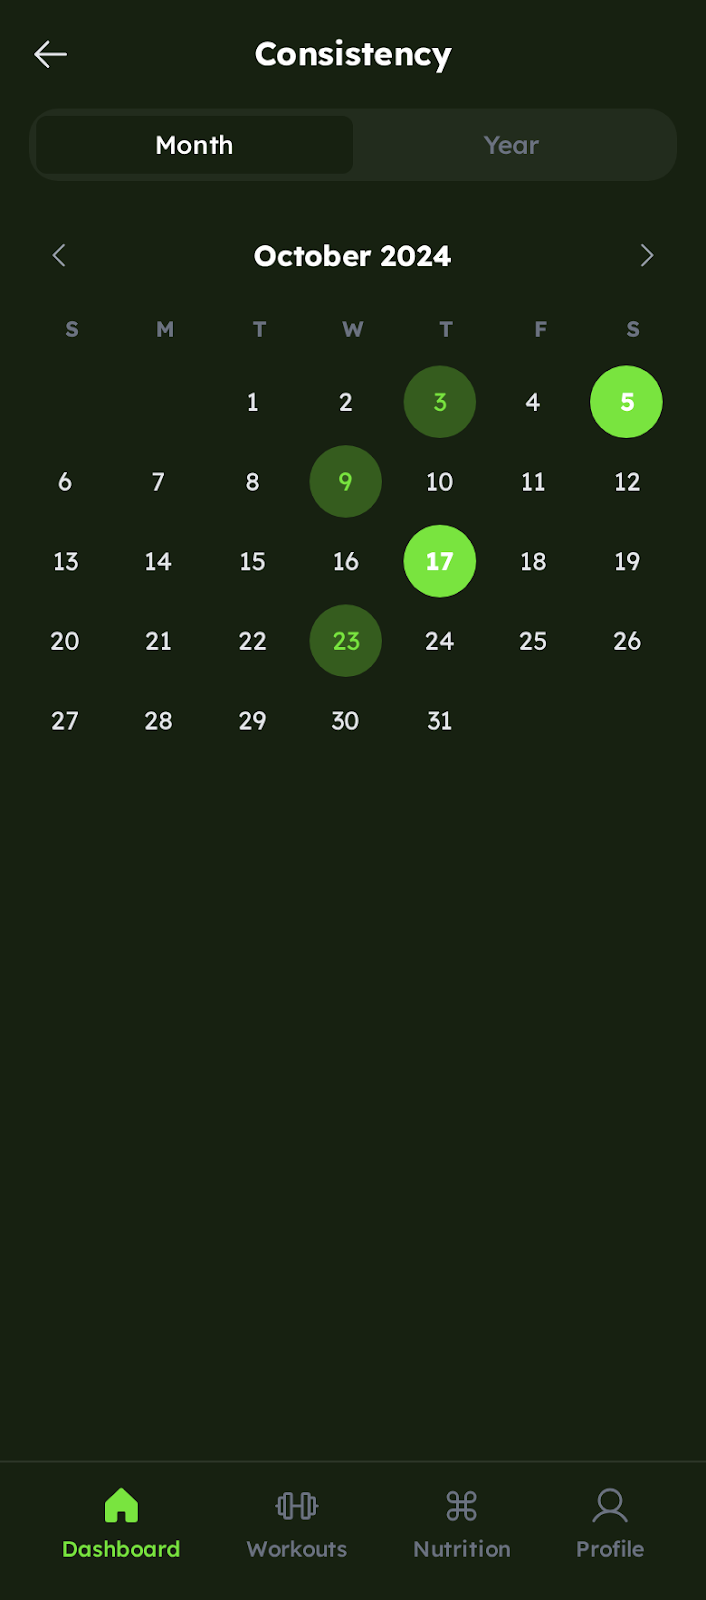 Consistency
Month Year
October 2024
S M T W T F S
1 2 3 4 5
6 7 8 9 10 11 12
13 14 15 16 17 18 19
20 21 22 23 24 25 26
27 28 29 30 31
Dashboard Workouts Nutrition Profile